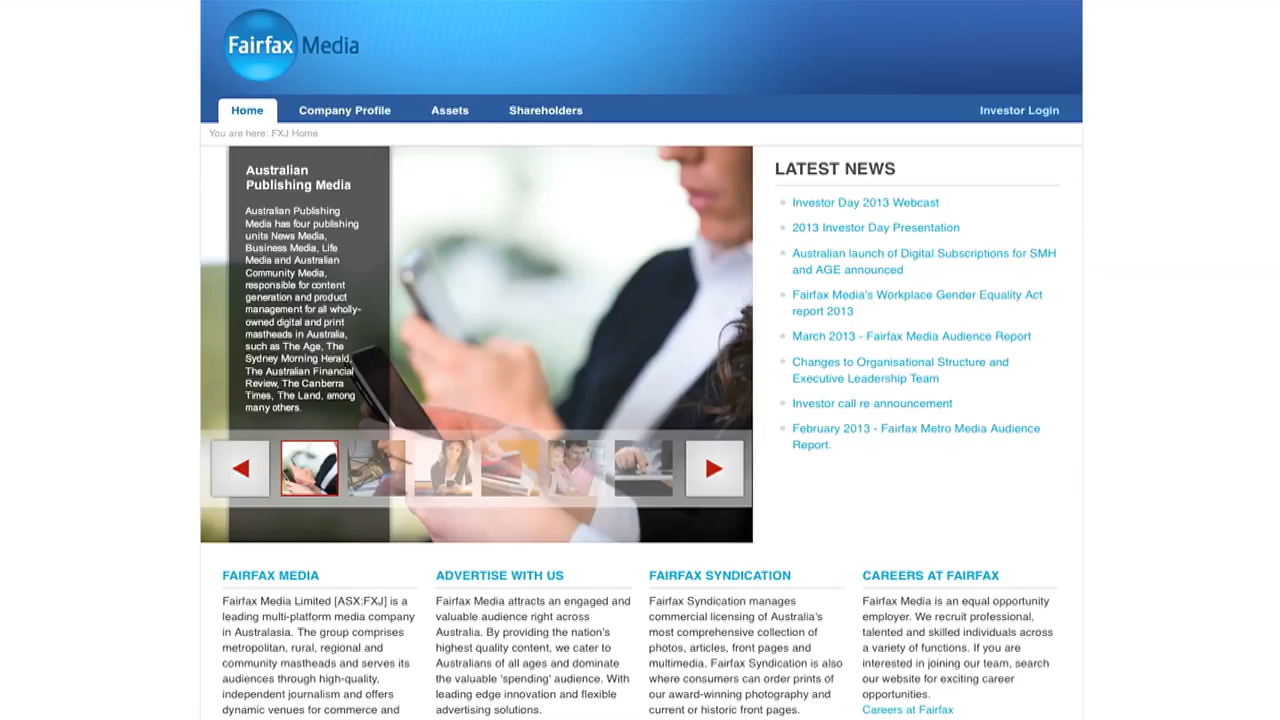 Fairfax Media
Home
Company Profile
Assets
Shareholders
Investor Login
You are here: FXJ Home
Australian
Publishing Media
Australian Publishing
Media has four publishing
units News Media,
Business Media, Life
Media and Australian
Community Media,
responsible for content
generation and product
management for all wholly-
owned digital and print
mastheads in Australia,
such as The Age, The
Sydney Morning Herald,
The Australian Financial
Review, The Canberra
Times, The Land, among
many others.
LATEST NEWS
Investor Day 2013 Webcast
2013 Investor Day Presentation
Australian launch of Digital Subscriptions for SMH
and AGE announced
Fairfax Media's Workplace Gender Equality Act
report 2013
March 2013 - Fairfax Media Audience Report
Changes to Organisational Structure and
Executive Leadership Team
Investor call re announcement
February 2013 - Fairfax Metro Media Audience
Report.
FAIRFAX MEDIA
Fairfax Media Limited [ASX:FXJ] is a
leading multi-platform media company
in Australasia. The group comprises
metropolitan, rural, regional and
community mastheads and serves its
audiences through high-quality,
independent journalism and offers
dynamic venues for commerce and
ADVERTISE WITH US
Fairfax Media attracts an engaged and
valuable audience right across
Australia. By providing the nation's
highest quality content, we cater to
Australians of all ages and dominate
the valuable 'spending' audience. With
leading edge innovation and flexible
advertising solutions.
FAIRFAX SYNDICATION
Fairfax Syndication manages
commercial licensing of Australia's
most comprehensive collection of
photos, articles, front pages and
multimedia. Fairfax Syndication is also
where consumers can order prints of
our award-winning photography and
current or historic front pages.
CAREERS AT FAIRFAX
Fairfax Media is an equal opportunity
employer. We recruit professional,
talented and skilled individuals across
a variety of functions. If you are
interested in joining our team, search
our website for exciting career
opportunities.
Careers at Fairfax